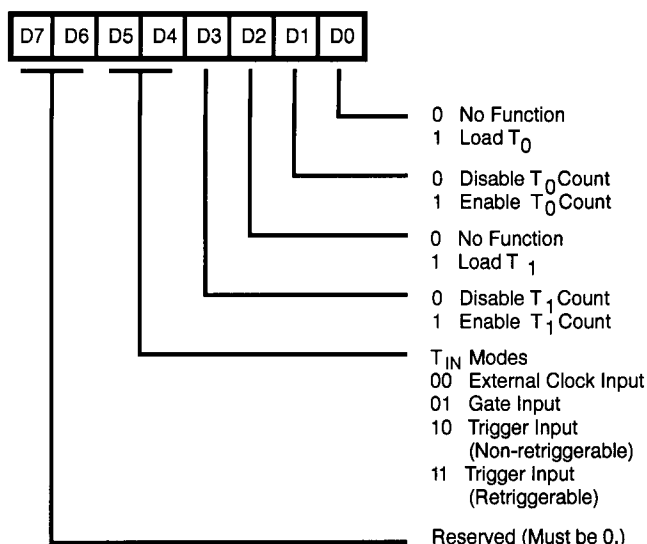 D7 D6 D5 D4 D3 D2 D1 D0
0 No Function
1 Load T0
0 Disable T0 Count
1 Enable T0 Count
0 No Function
1 Load T 1
0 Disable T1 Count
1 Enable T1 Count
TIN Modes
00 External Clock Input
01 Gate Input
10 Trigger Input
(Non-retriggerable)
11 Trigger Input
(Retriggerable)
Reserved (Must be 0.)